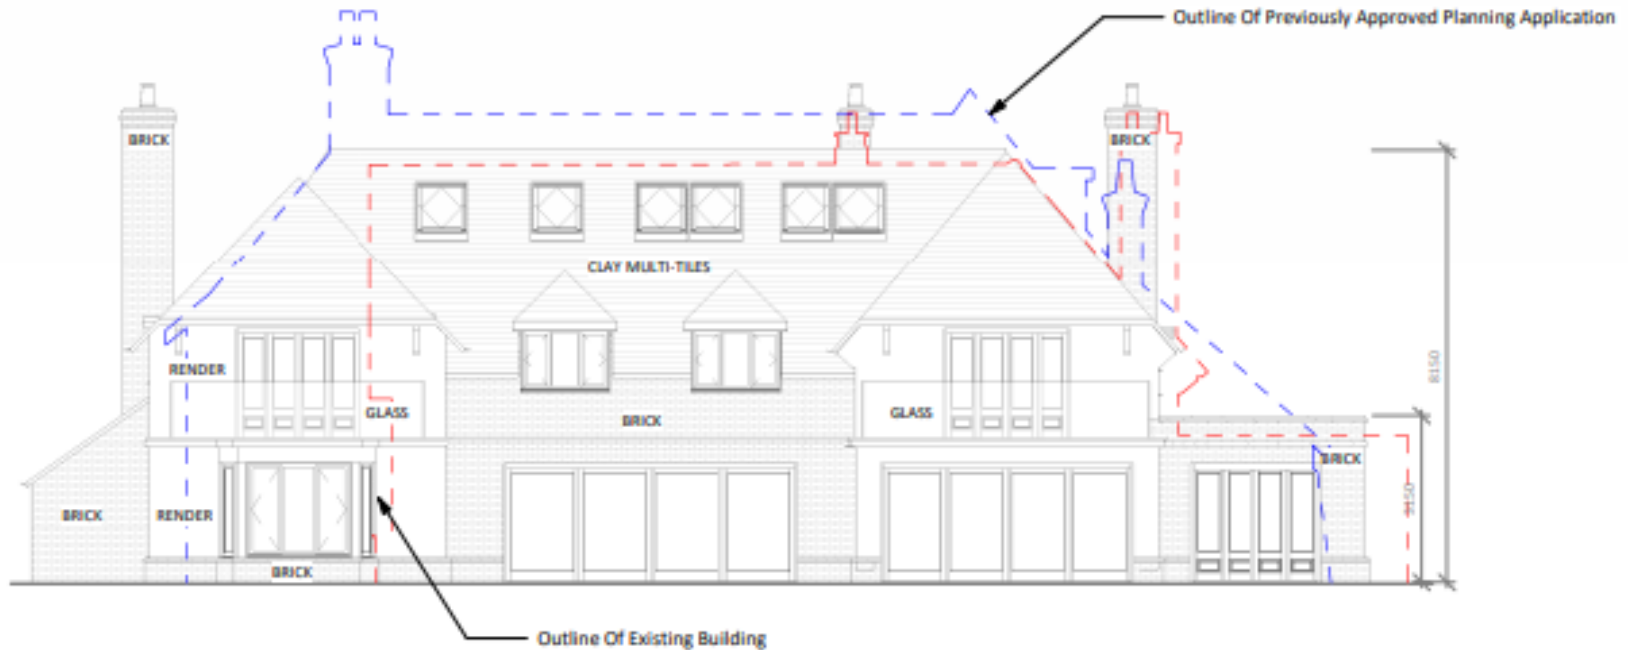 Outline Of Previously Approved Planning Application
BRICK
BRICK
CLAY MULTI-TILES
RENDER
8150
GLASS
BRICK
GLASS
BRICK
BRICK
RENDER
3150
BRICK
Outline Of Existing Building